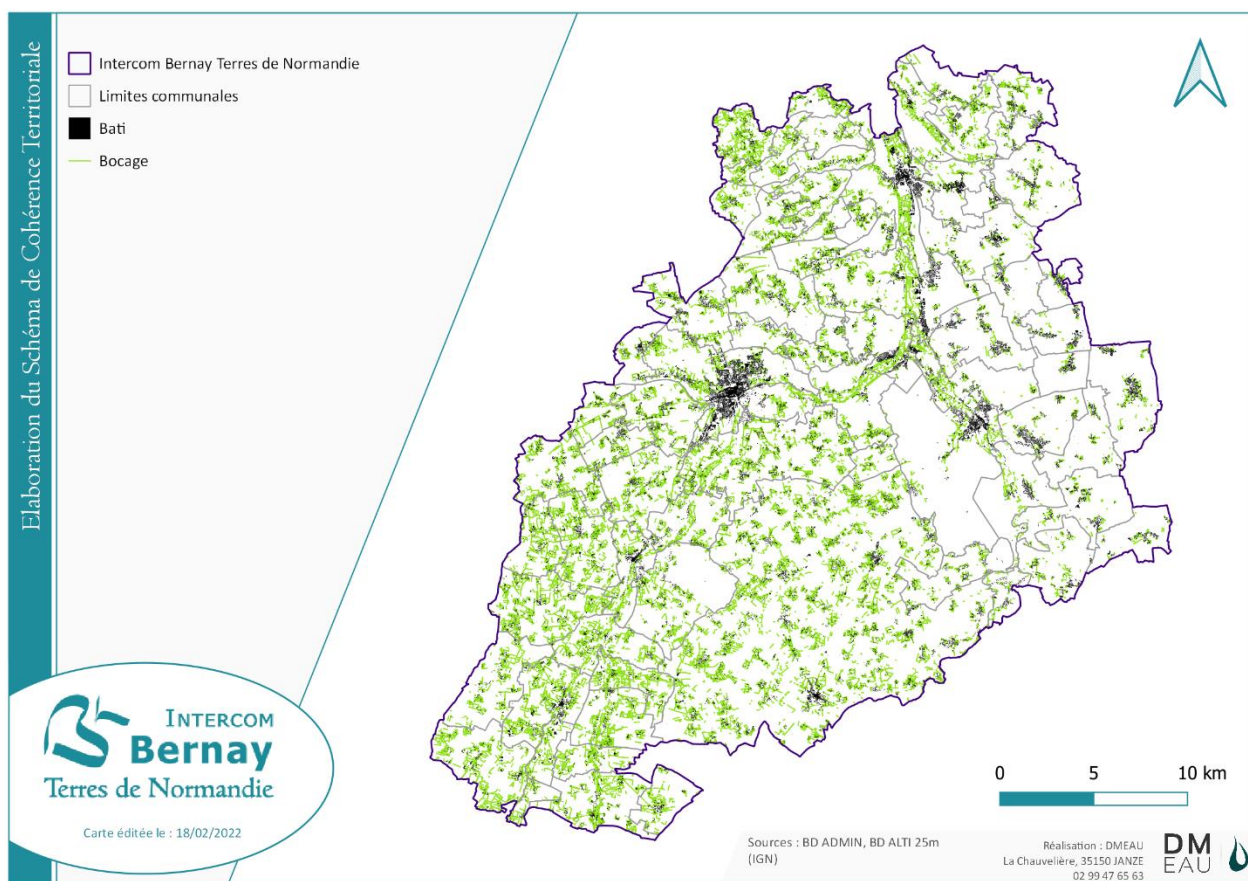 Elaboration du Schéma de Cohérence Territoriale
Intercom Bernay Terres de Normandie
Limites communales
Bati
Bocage
INTERCOM
Bernay
Terres de Normandie
Carte éditée le : 18/02/2022
0 5 10 km
Sources : BD ADMIN, BD ALTI 25m
(IGN)
Réalisation : DMEAU
La Chauvelière, 35150 JANZE
02 99 47 65 63
DM
EAU